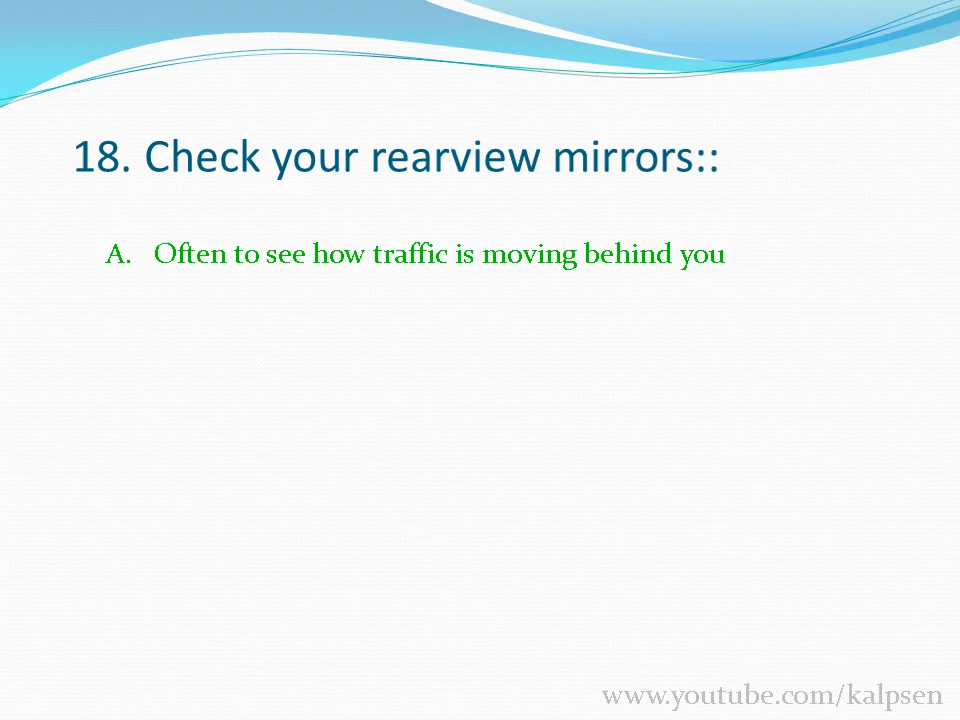 18. Check your rearview mirrors::
A. Often to see how traffic is moving behind you
www.youtube.com/kalpsen